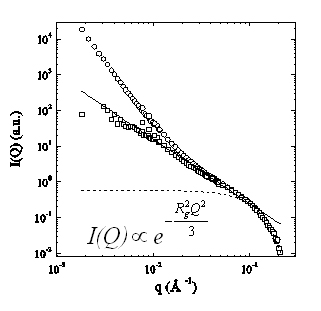 10⁴
10³
10²
10¹
10⁰
10⁻¹
10⁻²
I(Q) (a.u.)
I(Q) ∝ e^{-R_g²Q²/3}
10⁻³ 10⁻² 10⁻¹
q (Å⁻¹)